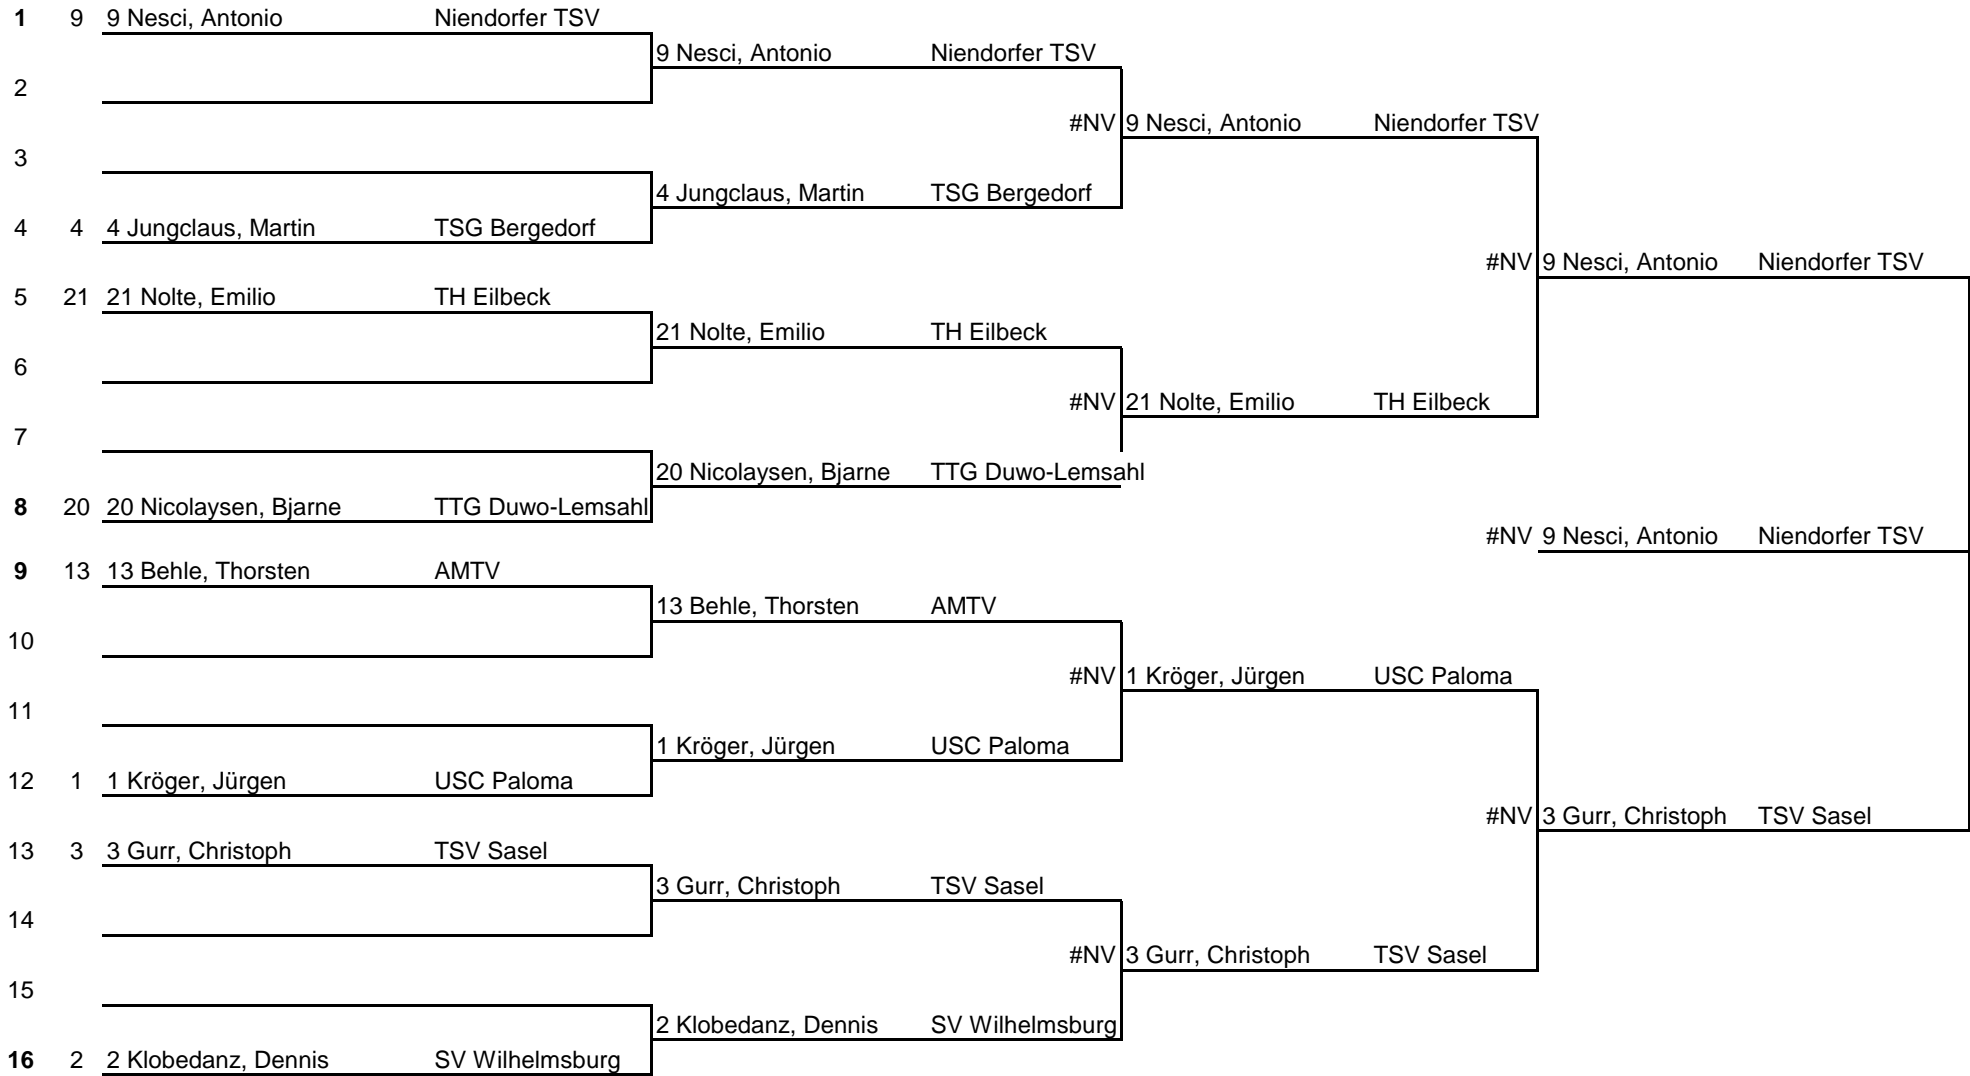 1 9 9 Nesci, Antonio Niendorfer TSV
9 Nesci, Antonio Niendorfer TSV
2
#NV 9 Nesci, Antonio Niendorfer TSV
3
4 Jungclaus, Martin TSG Bergedorf
4 4 4 Jungclaus, Martin TSG Bergedorf
#NV 9 Nesci, Antonio Niendorfer TSV
5 21 21 Nolte, Emilio TH Eilbeck
21 Nolte, Emilio TH Eilbeck
6
#NV 21 Nolte, Emilio TH Eilbeck
7
20 Nicolaysen, Bjarne TTG Duwo-Lemsahl
8 20 20 Nicolaysen, Bjarne TTG Duwo-Lemsahl
#NV 9 Nesci, Antonio Niendorfer TSV
9 13 13 Behle, Thorsten AMTV
13 Behle, Thorsten AMTV
10
#NV 1 Kröger, Jürgen USC Paloma
11
1 Kröger, Jürgen USC Paloma
12 1 1 Kröger, Jürgen USC Paloma
#NV 3 Gurr, Christoph TSV Sasel
13 3 3 Gurr, Christoph TSV Sasel
3 Gurr, Christoph TSV Sasel
14
#NV 3 Gurr, Christoph TSV Sasel
15
2 Klobedanz, Dennis SV Wilhelmsburg
16 2 2 Klobedanz, Dennis SV Wilhelmsburg